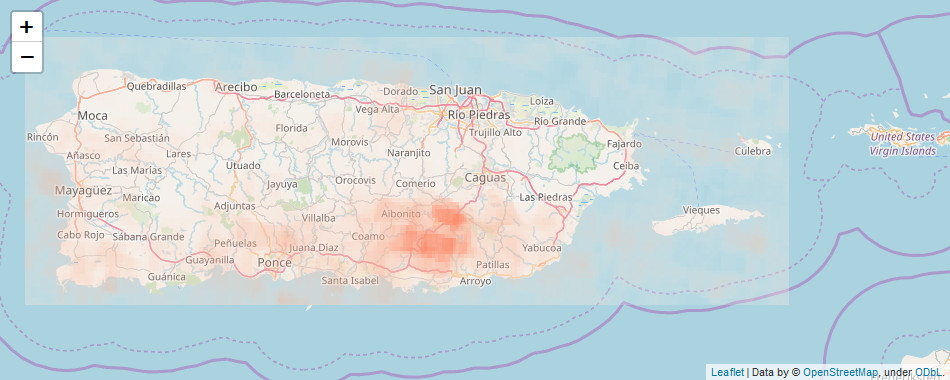 +
−
Quebradillas
Arecibo
Barceloneta
Dorado
San Juan
Loíza
Moca
Vega Alta
Río Piedras
Río Grande
Rincón
San Sebastián
Florida
Trujillo Alto
Fajardo
United States
Virgin Islands
Añasco
Lares
Morovis
Naranjito
Culebra
Las Marías
Utuado
Ceiba
Mayagüez
Maricao
Jayuya
Orocovis
Comerío
Caguas
Las Piedras
Hormigueros
Adjuntas
Villalba
Aibonito
Vieques
Cabo Rojo
Sábana Grande
Peñuelas
Juana Díaz
Coamo
Yabucoa
Guayanilla
Ponce
Patillas
Guánica
Santa Isabel
Arroyo
Leaflet | Data by © OpenStreetMap, under ODbL.